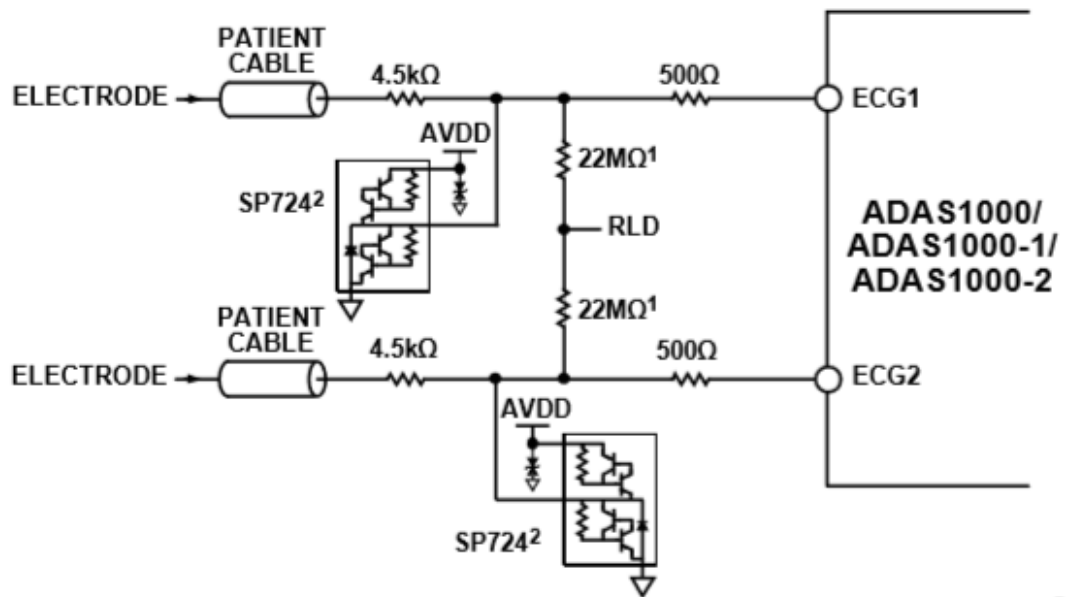 PATIENT
CABLE
4.5kΩ
500Ω
ELECTRODE
ECG1
AVDD
22MΩ¹
SP724²
RLD
ADAS1000/
ADAS1000-1/
ADAS1000-2
22MΩ¹
PATIENT
CABLE
4.5kΩ
500Ω
ELECTRODE
ECG2
AVDD
SP724²